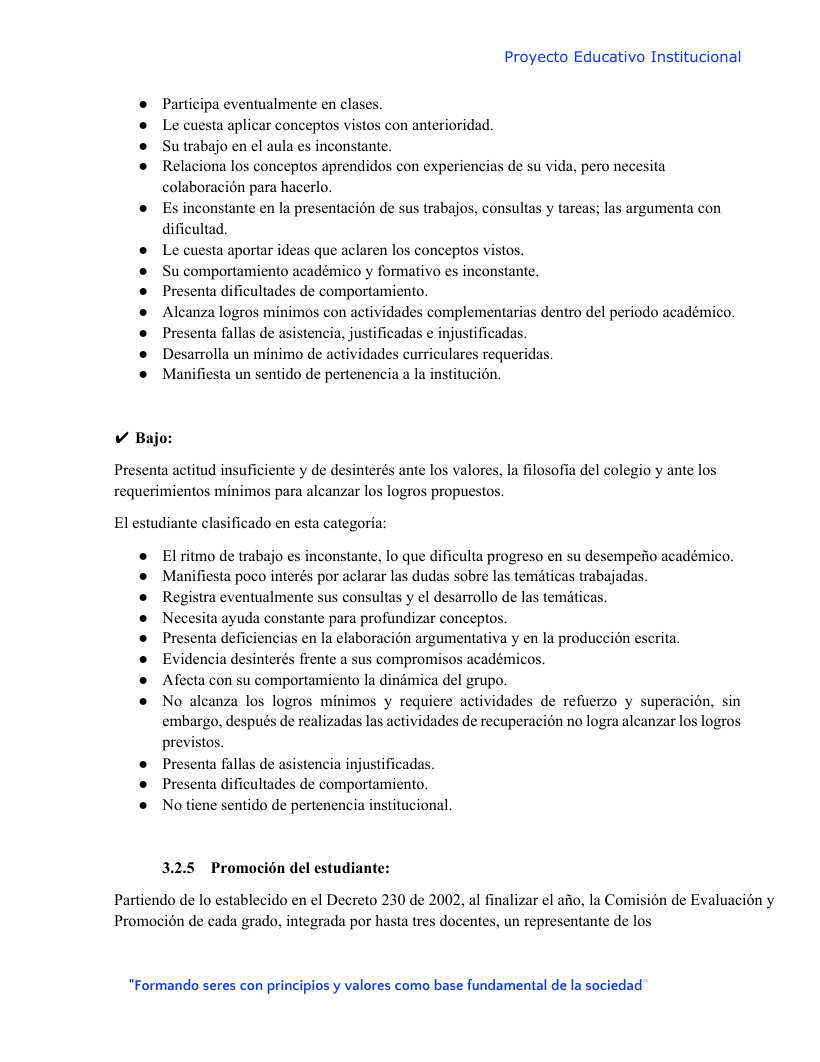 Proyecto Educativo Institucional
● Participa eventualmente en clases.
● Le cuesta aplicar conceptos vistos con anterioridad.
● Su trabajo en el aula es inconstante.
● Relaciona los conceptos aprendidos con experiencias de su vida, pero necesita
colaboración para hacerlo.
● Es inconstante en la presentación de sus trabajos, consultas y tareas; las argumenta con
dificultad.
● Le cuesta aportar ideas que aclaren los conceptos vistos.
● Su comportamiento académico y formativo es inconstante.
● Presenta dificultades de comportamiento.
● Alcanza logros mínimos con actividades complementarias dentro del periodo académico.
● Presenta fallas de asistencia, justificadas e injustificadas.
● Desarrolla un mínimo de actividades curriculares requeridas.
● Manifiesta un sentido de pertenencia a la institución.
✔ Bajo:
Presenta actitud insuficiente y de desinterés ante los valores, la filosofía del colegio y ante los
requerimientos mínimos para alcanzar los logros propuestos.
El estudiante clasificado en esta categoría:
● El ritmo de trabajo es inconstante, lo que dificulta progreso en su desempeño académico.
● Manifiesta poco interés por aclarar las dudas sobre las temáticas trabajadas.
● Registra eventualmente sus consultas y el desarrollo de las temáticas.
● Necesita ayuda constante para profundizar conceptos.
● Presenta deficiencias en la elaboración argumentativa y en la producción escrita.
● Evidencia desinterés frente a sus compromisos académicos.
● Afecta con su comportamiento la dinámica del grupo.
● No alcanza los logros mínimos y requiere actividades de refuerzo y superación, sin
embargo, después de realizadas las actividades de recuperación no logra alcanzar los logros
previstos.
● Presenta fallas de asistencia injustificadas.
● Presenta dificultades de comportamiento.
● No tiene sentido de pertenencia institucional.
3.2.5 Promoción del estudiante:
Partiendo de lo establecido en el Decreto 230 de 2002, al finalizar el año, la Comisión de Evaluación y
Promoción de cada grado, integrada por hasta tres docentes, un representante de los
"Formando seres con principios y valores como base fundamental de la sociedad"